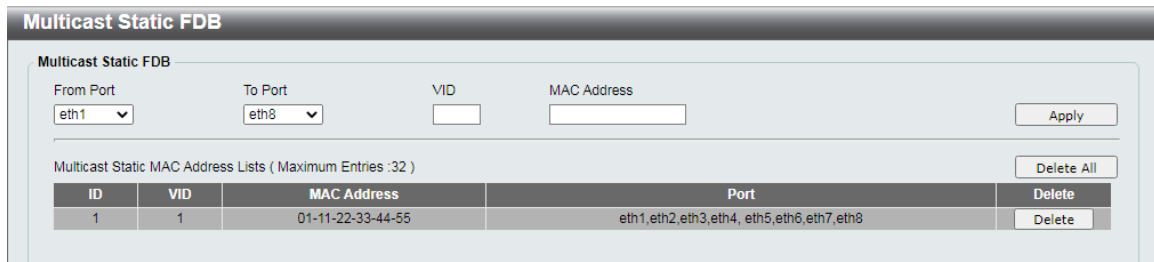 Multicast Static FDB
Multicast Static FDB
From Port To Port VID MAC Address
eth1 eth8 Apply
Multicast Static MAC Address Lists ( Maximum Entries :32 ) Delete All
ID VID MAC Address Port Delete
1 1 01-11-22-33-44-55 eth1,eth2,eth3,eth4, eth5,eth6,eth7,eth8 Delete